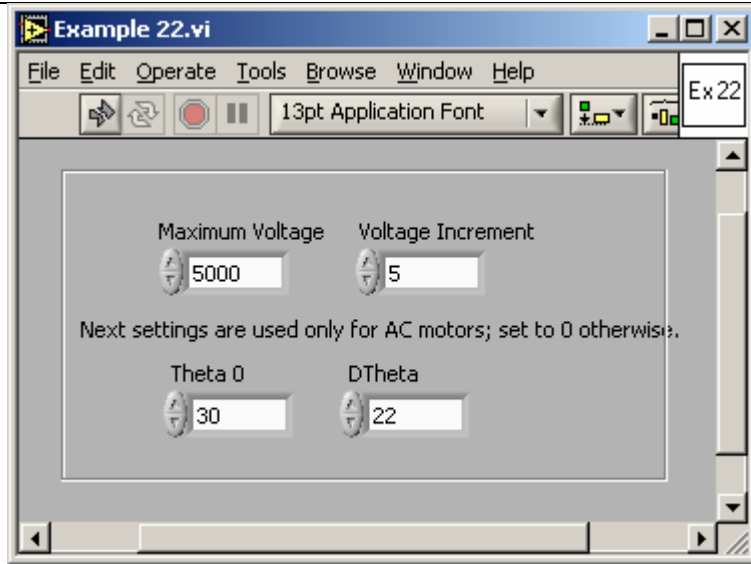 Example 22.vi
File Edit Operate Tools Browse Window Help
Ex 22
13pt Application Font
Maximum Voltage Voltage Increment
5000 5
Next settings are used only for AC motors; set to 0 otherwise.
Theta 0 DTheta
30 22